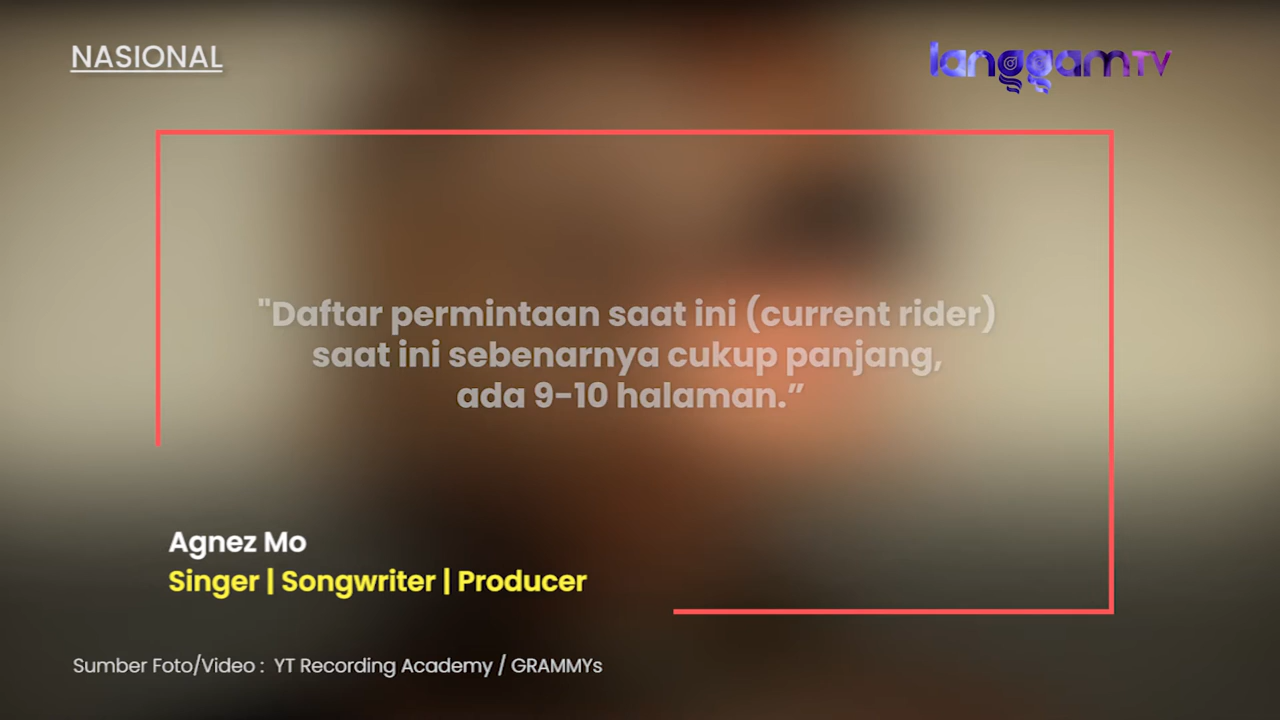 NASIONAL
langgamTV
"Daftar permintaan saat ini (current rider)
saat ini sebenarnya cukup panjang,
ada 9-10 halaman.”
Agnez Mo
Singer | Songwriter | Producer
Sumber Foto/Video : YT Recording Academy / GRAMMYs